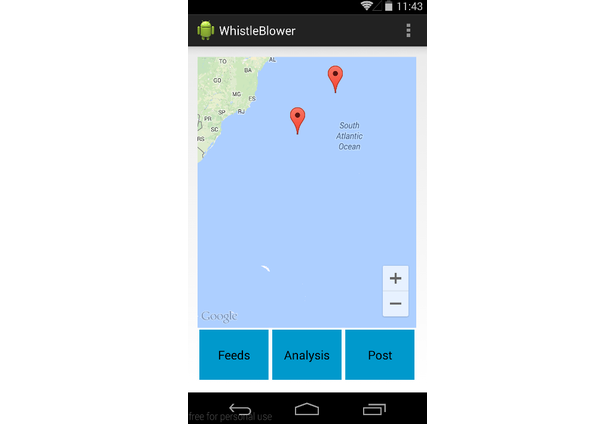 11:43
WhistleBlower
TO
AL
BA
GO
MG
ES
SP
RJ
PR
SC
RS
South
Atlantic
Ocean
+
−
Google
Feeds
Analysis
Post
free for personal use